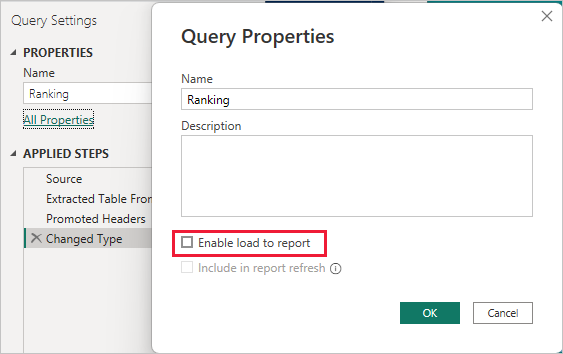 Query Settings
PROPERTIES
Name
Ranking
All Properties
APPLIED STEPS
Source
Extracted Table From
Promoted Headers
Changed Type
Query Properties
Name
Ranking
Description
Enable load to report
Include in report refresh
OK
Cancel